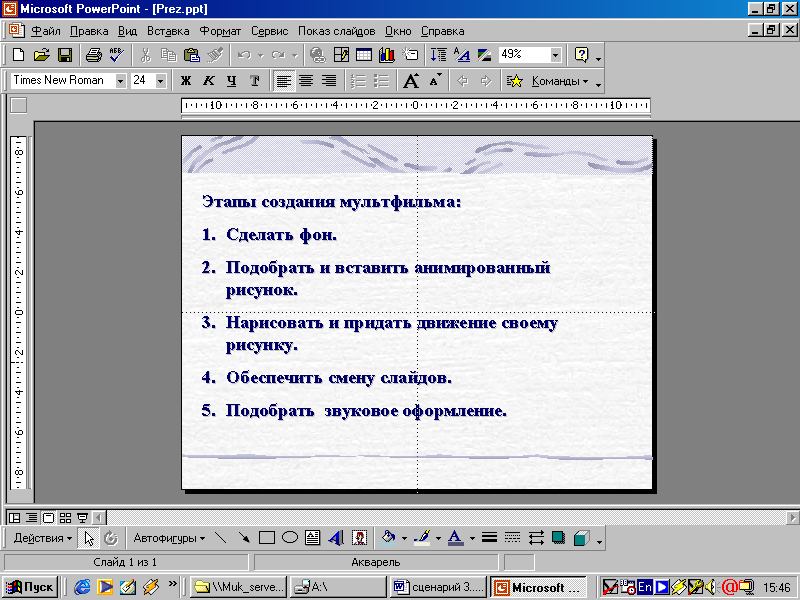 Microsoft PowerPoint - [Prez.ppt]
Файл Правка Вид Вставка Формат Сервис Показ слайдов Окно Справка
49%
Times New Roman 24 Ж К Ч Т Команды
Этапы создания мультфильма:
1. Сделать фон.
2. Подобрать и вставить анимированный
рисунок.
3. Нарисовать и придать движение своему
рисунку.
4. Обеспечить смену слайдов.
5. Подобрать звуковое оформление.
Действия Автофигуры
Слайд 1 из 1 Акварель
Пуск \\Muk_serve... A:\ сценарий 3.... Microsoft ... En 15:46